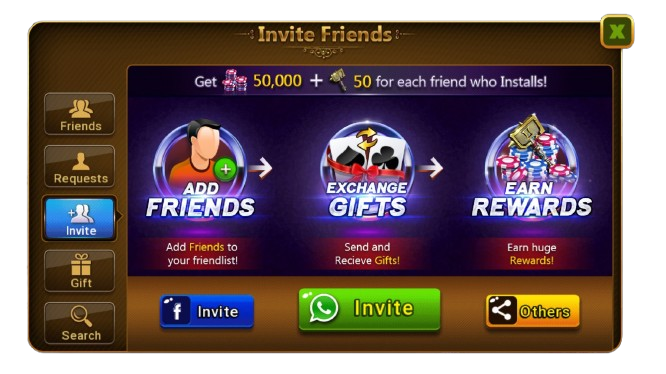 Invite Friends
X
Get 50,000 + 50 for each friend who Installs!
Friends
Requests
Invite
Gift
Search
ADD
FRIENDS
Add Friends to
your friendlist!
EXCHANGE
GIFTS
Send and
Recieve Gifts!
EARN
REWARDS
Earn huge
Rewards!
f Invite
Invite
Others